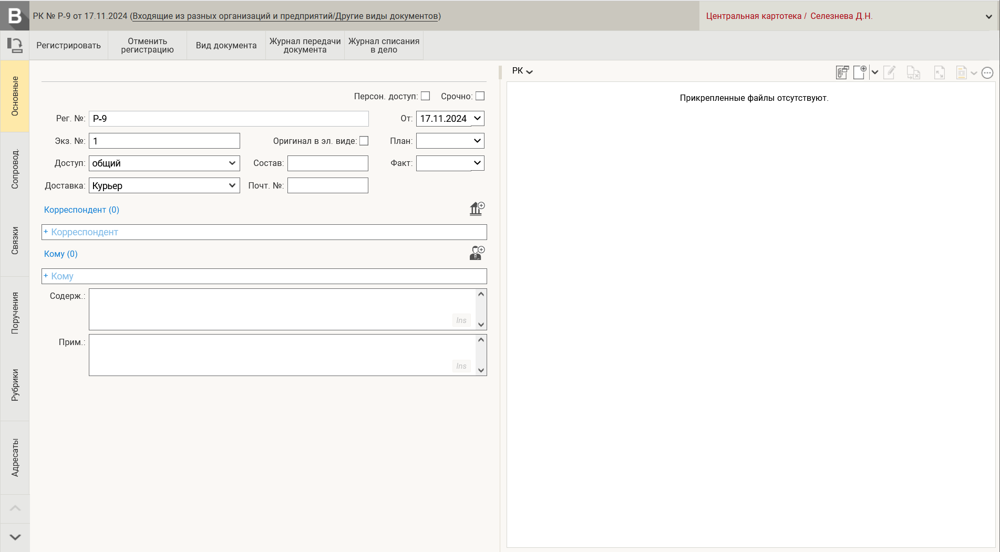 B РК № Р-9 от 17.11.2024 (Входящие из разных организаций и предприятий/Другие виды документов)
Центральная картотека / Селезнева Д.Н.
Регистрировать
Отменить
регистрацию
Вид документа
Журнал передачи
документа
Журнал списания
в дело
Основные
Сопровод.
Связки
Поручения
Рубрики
Адресаты
Персон. доступ: Срочно:
Рег. №: Р-9 От: 17.11.2024
Экз. №: 1 Оригинал в эл. виде: План:
Доступ: общий Состав: Факт:
Доставка: Курьер Почт. №:
Корреспондент (0)
+ Корреспондент
Кому (0)
+ Кому
Содерж.:
Ins
Прим.:
Ins
РК
Прикрепленные файлы отсутствуют.